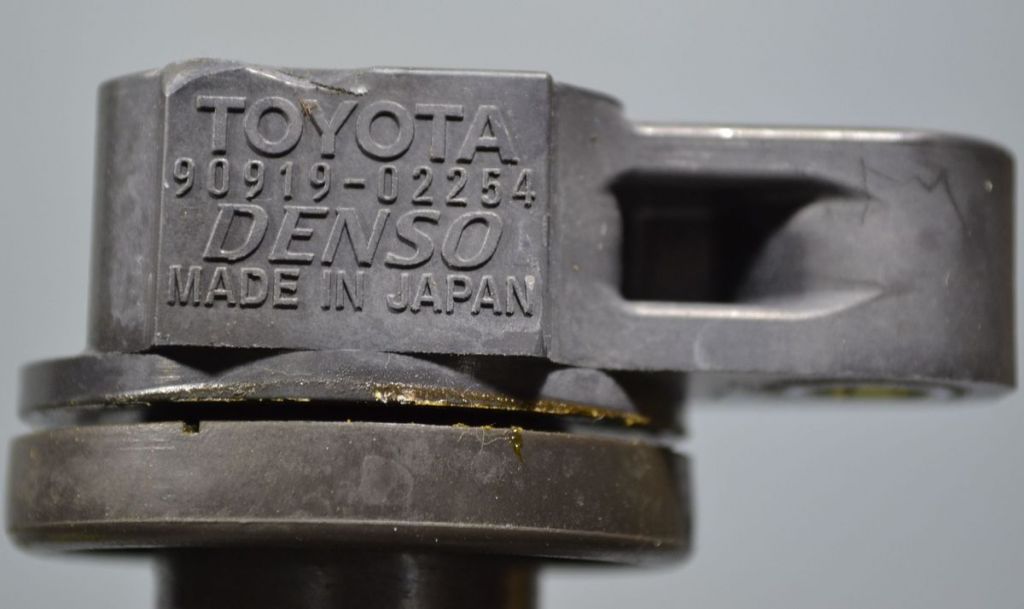 TOYOTA
90919-02254
DENSO
MADE IN JAPAN